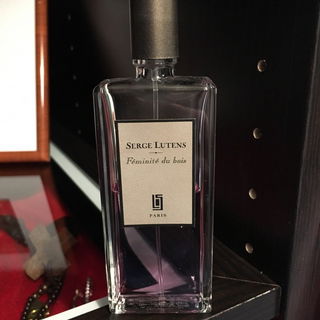 SERGE LUTENS
Féminité du bois
PARIS